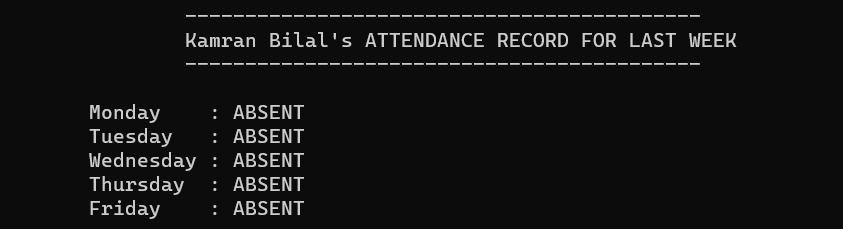 -------------------------------------------
Kamran Bilal's ATTENDANCE RECORD FOR LAST WEEK
-------------------------------------------
Monday    : ABSENT
Tuesday   : ABSENT
Wednesday : ABSENT
Thursday  : ABSENT
Friday    : ABSENT